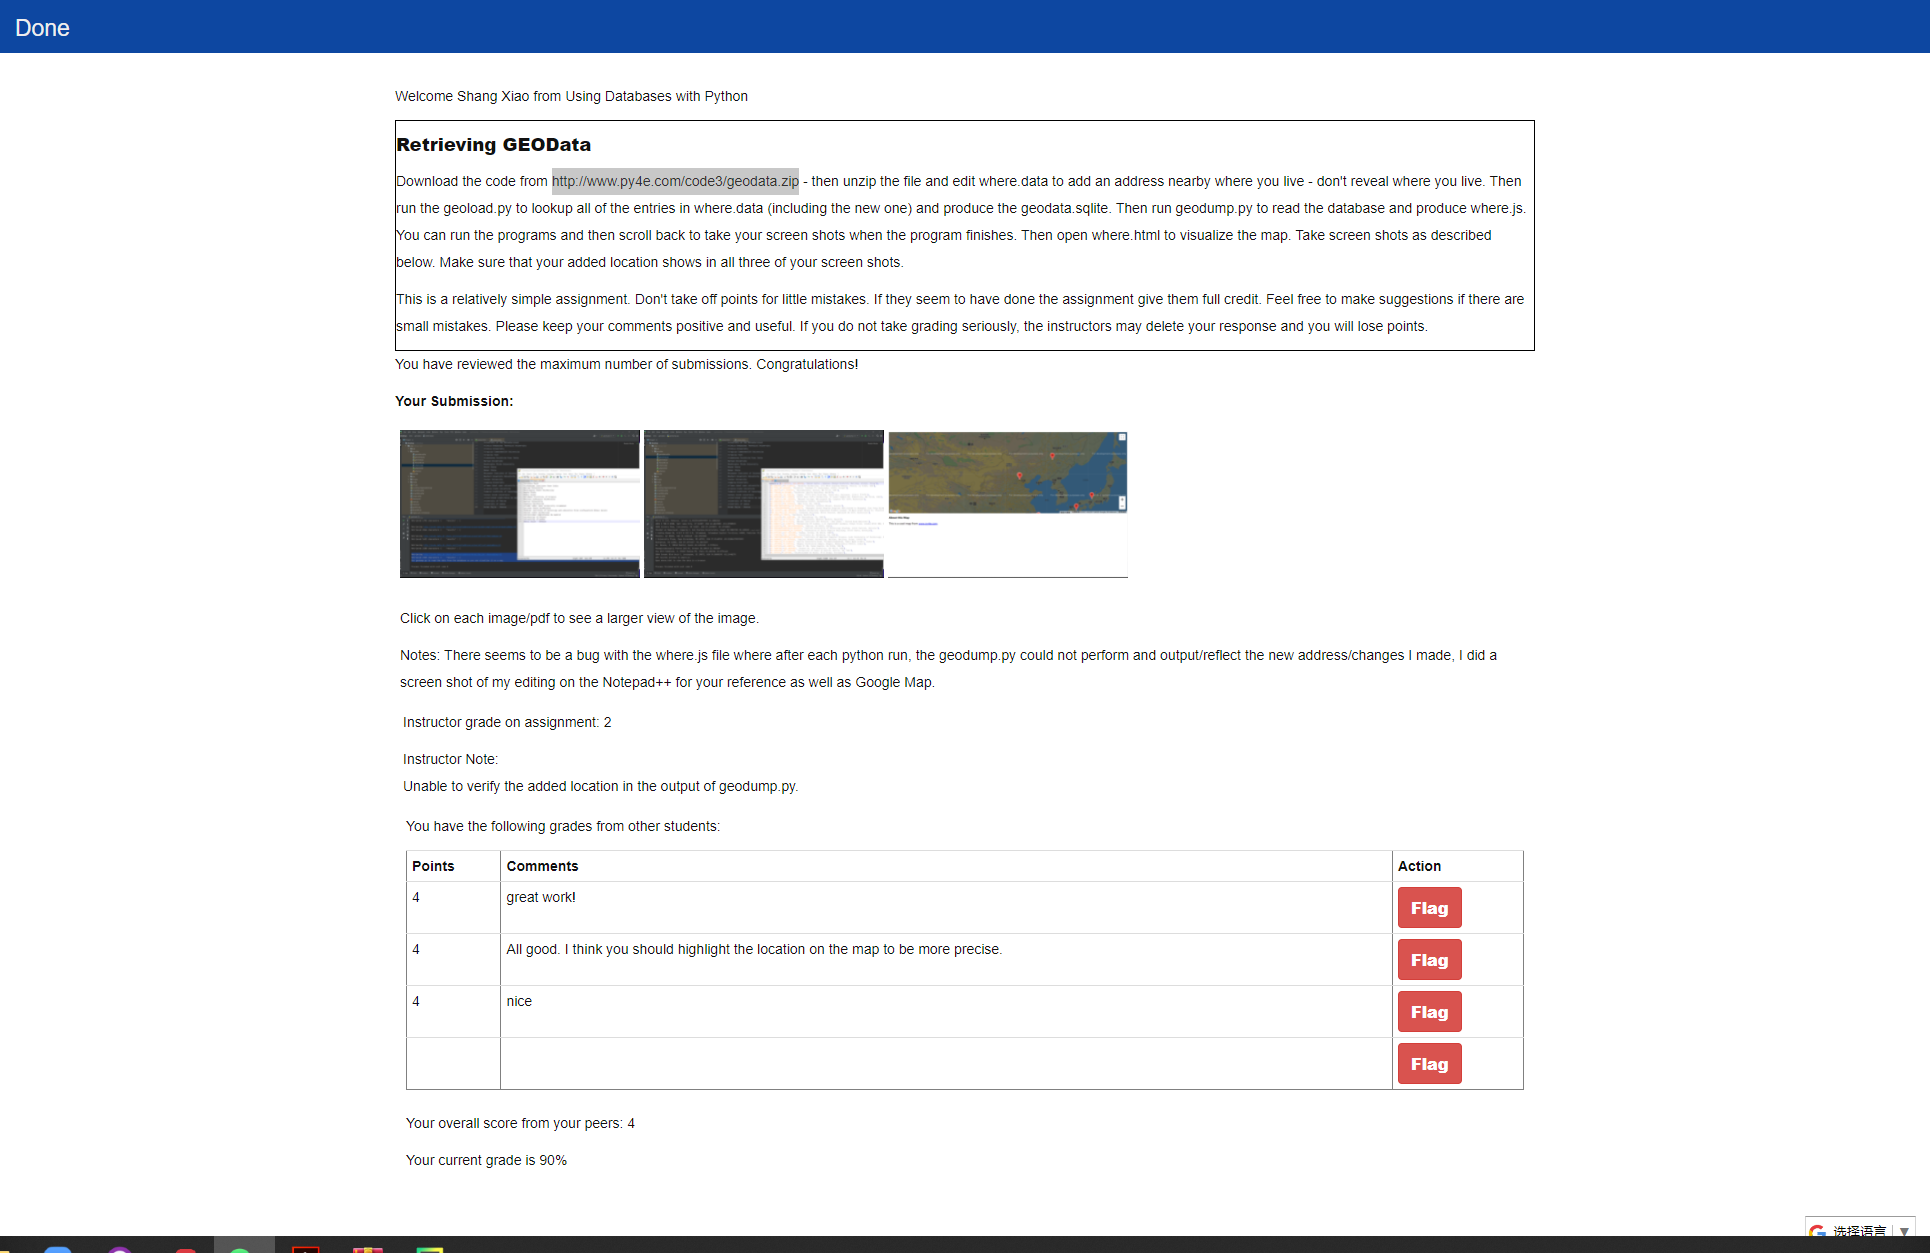 Done
Welcome Shang Xiao from Using Databases with Python
Retrieving GEOData
Download the code from http://www.py4e.com/code3/geodata.zip - then unzip the file and edit where.data to add an address nearby where you live - don't reveal where you live. Then
run the geoload.py to lookup all of the entries in where.data (including the new one) and produce the geodata.sqlite. Then run geodump.py to read the database and produce where.js.
You can run the programs and then scroll back to take your screen shots when the program finishes. Then open where.html to visualize the map. Take screen shots as described
below. Make sure that your added location shows in all three of your screen shots.
This is a relatively simple assignment. Don't take off points for little mistakes. If they seem to have done the assignment give them full credit. Feel free to make suggestions if there are
small mistakes. Please keep your comments positive and useful. If you do not take grading seriously, the instructors may delete your response and you will lose points.
You have reviewed the maximum number of submissions. Congratulations!
Your Submission:
Click on each image/pdf to see a larger view of the image.
Notes: There seems to be a bug with the where.js file where after each python run, the geodump.py could not perform and output/reflect the new address/changes I made, I did a
screen shot of my editing on the Notepad++ for your reference as well as Google Map.
Instructor grade on assignment: 2
Instructor Note:
Unable to verify the added location in the output of geodump.py.
You have the following grades from other students:
Points Comments Action
4 great work! Flag
4 All good. I think you should highlight the location on the map to be more precise. Flag
4 nice Flag
Flag
Your overall score from your peers: 4
Your current grade is 90%
选择语言